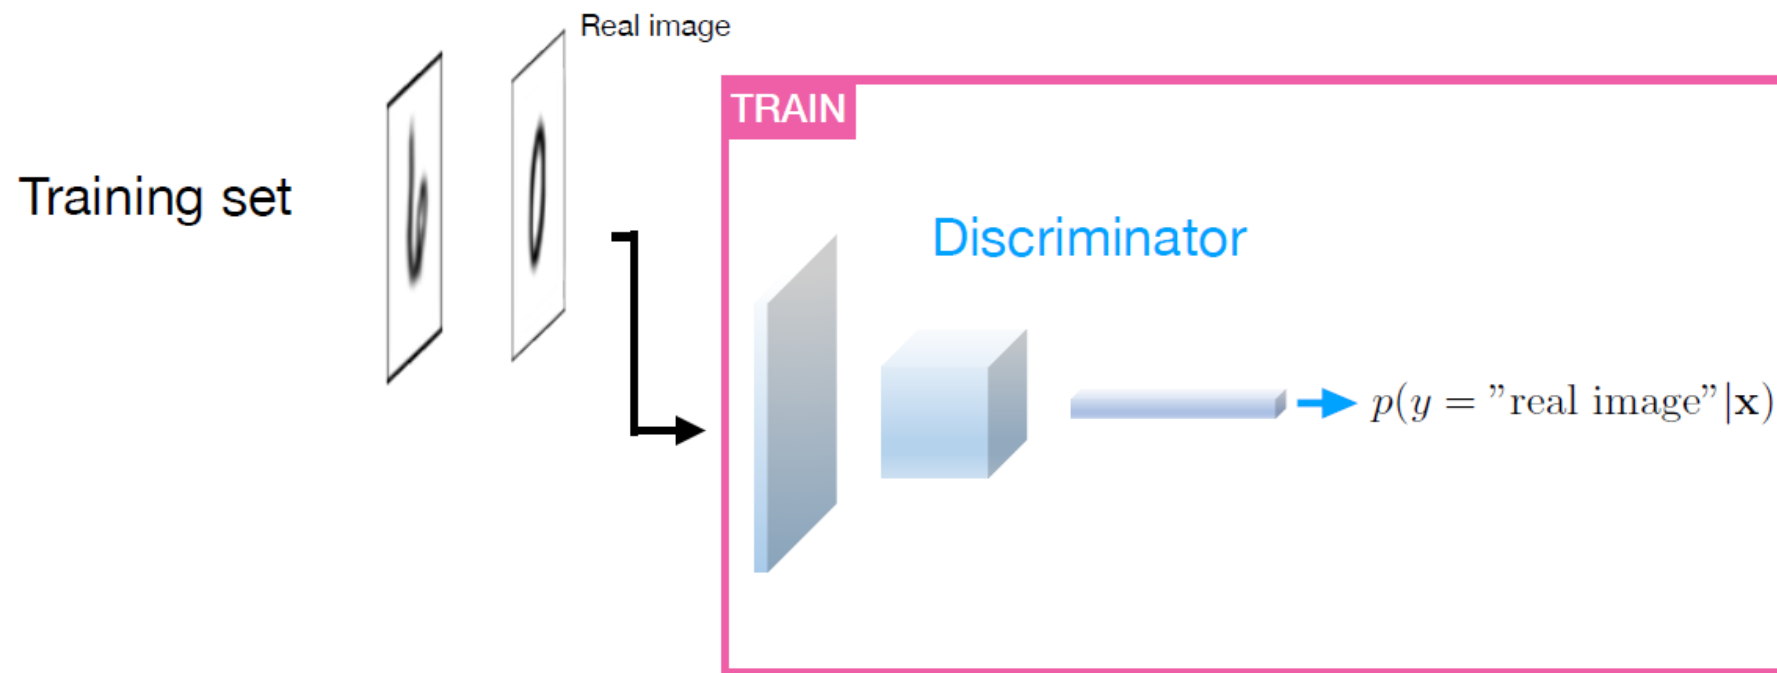 Real image
TRAIN
Training set
Discriminator
p(y = ”real image”|x)